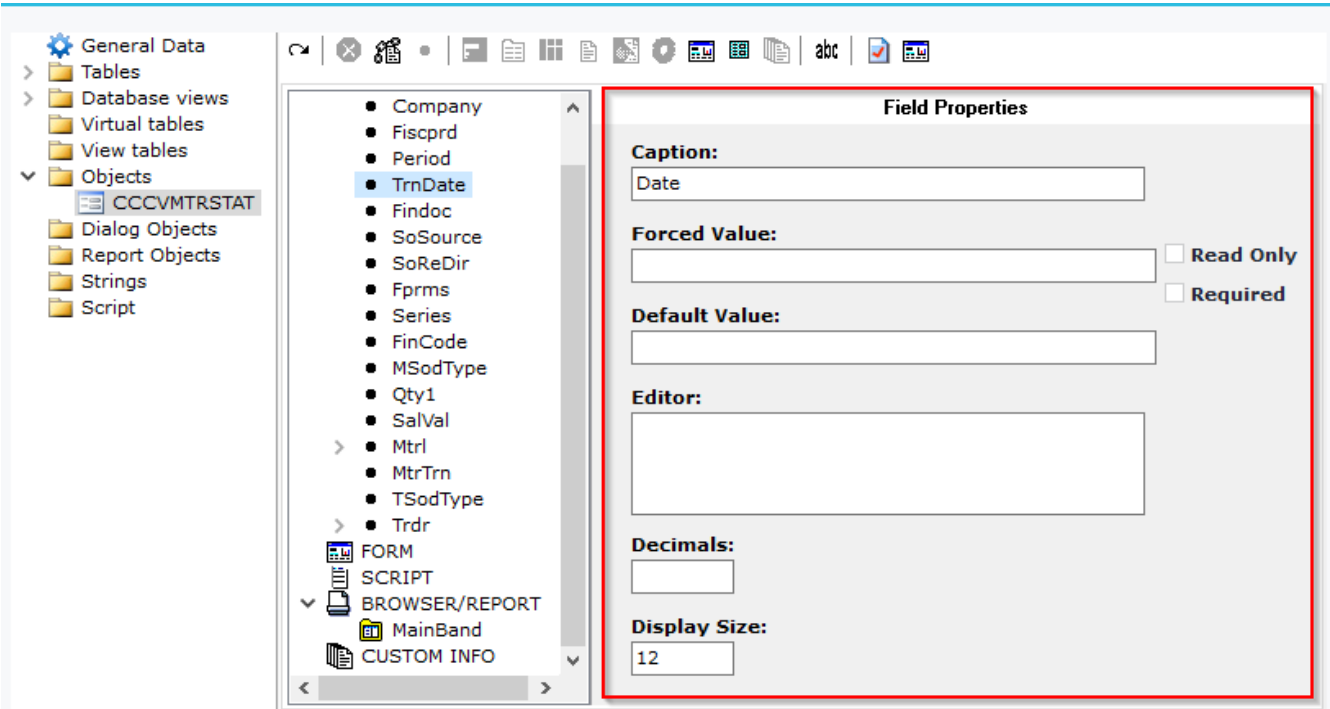 General Data
Tables
Database views
Virtual tables
View tables
Objects
CCCVMTRSTAT
Dialog Objects
Report Objects
Strings
Script
abc
Company
Fiscprd
Period
TrnDate
Findoc
SoSource
SoReDir
Fprms
Series
FinCode
MSodType
Qty1
SalVal
Mtrl
MtrTrn
TSodType
Trdr
FORM
SCRIPT
BROWSER/REPORT
MainBand
CUSTOM INFO
Field Properties
Caption:
Date
Forced Value:
Read Only
Required
Default Value:
Editor:
Decimals:
Display Size:
12